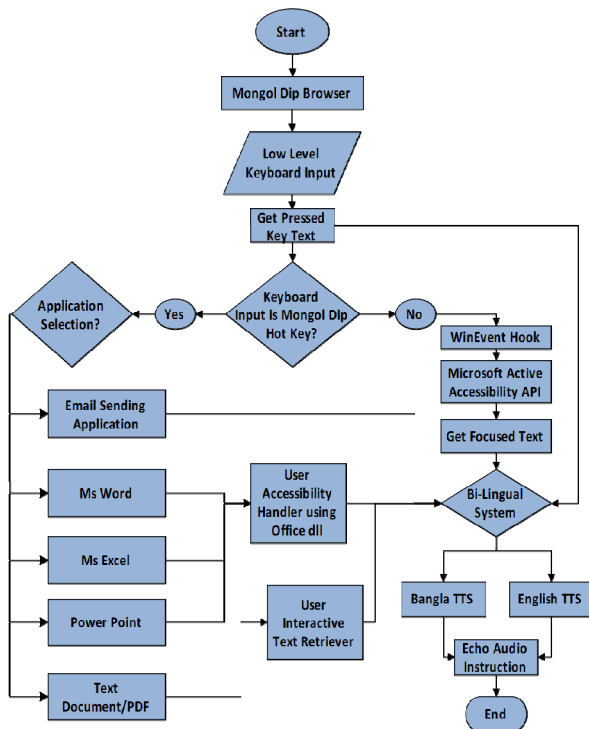 Start
Mongol Dip Browser
Low Level
Keyboard Input
Get Pressed
Key Text
Application
Selection?
Yes
Keyboard
Input is Mongol Dip
Hot Key?
No
WinEvent Hook
Microsoft Active
Accessibility API
Get Focused Text
Email Sending
Application
Ms Word
User
Accessibility
Handler using
Office dll
Bi-Lingual
System
Ms Excel
Power Point
User
Interactive
Text Retriever
Bangla TTS
English TTS
Text
Document/PDF
Echo Audio
Instruction
End